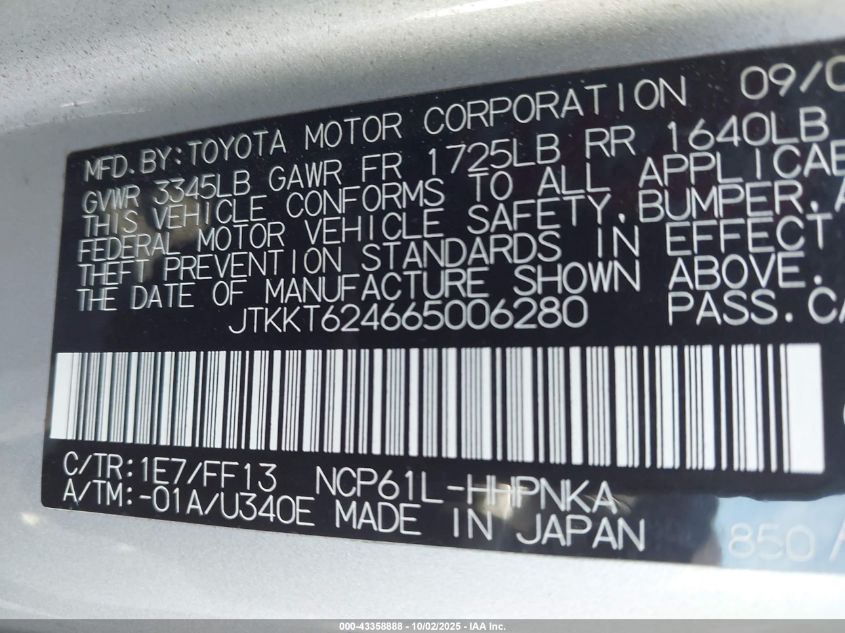 MFD. BY: TOYOTA MOTOR CORPORATION 09/0
GVWR 3345LB GAWR FR 1725LB RR 1640LB
THIS VEHICLE CONFORMS TO ALL APPLICAB
FEDERAL MOTOR VEHICLE SAFETY, BUMPER, A
THEFT PREVENTION STANDARDS IN EFFECT
THE DATE OF MANUFACTURE SHOWN ABOVE.
JTKKT624665006280 PASS. CA
C/TR: 1E7/FF13 NCP61L-HHPNKA
A/TM: -01A/U340E MADE IN JAPAN 850
000-43358888 - 10/02/2025 - IAA Inc.